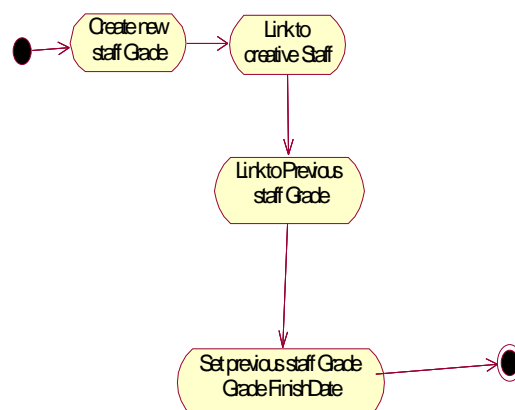 Create new
staff Grade
Link to
creative Staff
Link to Previous
staff Grade
Set previous staff Grade
Grade FinishDate